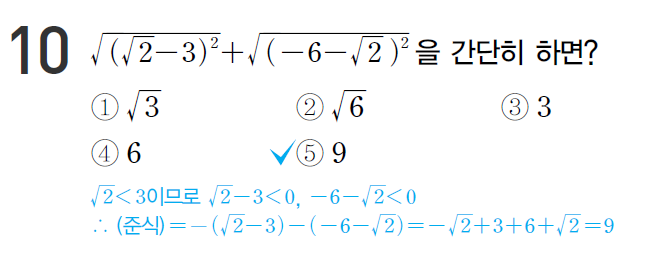 10 √(√2−3)²+√(−6−√2)²을 간단히 하면?
① √3 ② √6 ③ 3
④ 6 ✓⑤ 9
√2<3이므로 √2−3<0, −6−√2<0
∴ (준식)=−(√2−3)−(−6−√2)=−√2+3+6+√2=9